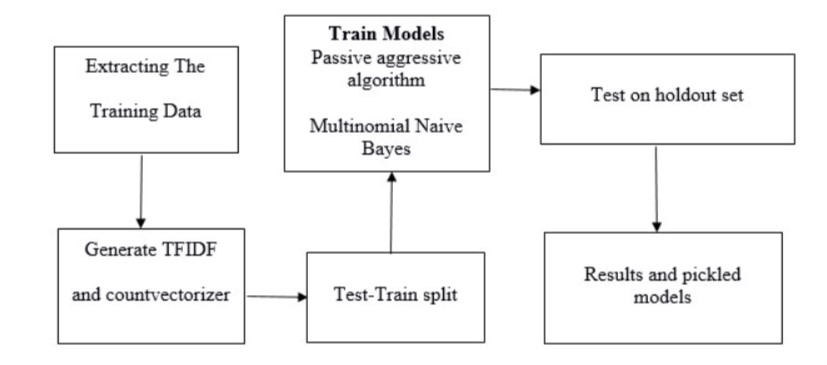 Extracting The
Training Data
Generate TFIDF
and countvectorizer
Test-Train split
Train Models
Passive aggressive
algorithm
Multinomial Naive
Bayes
Test on holdout set
Results and pickled
models